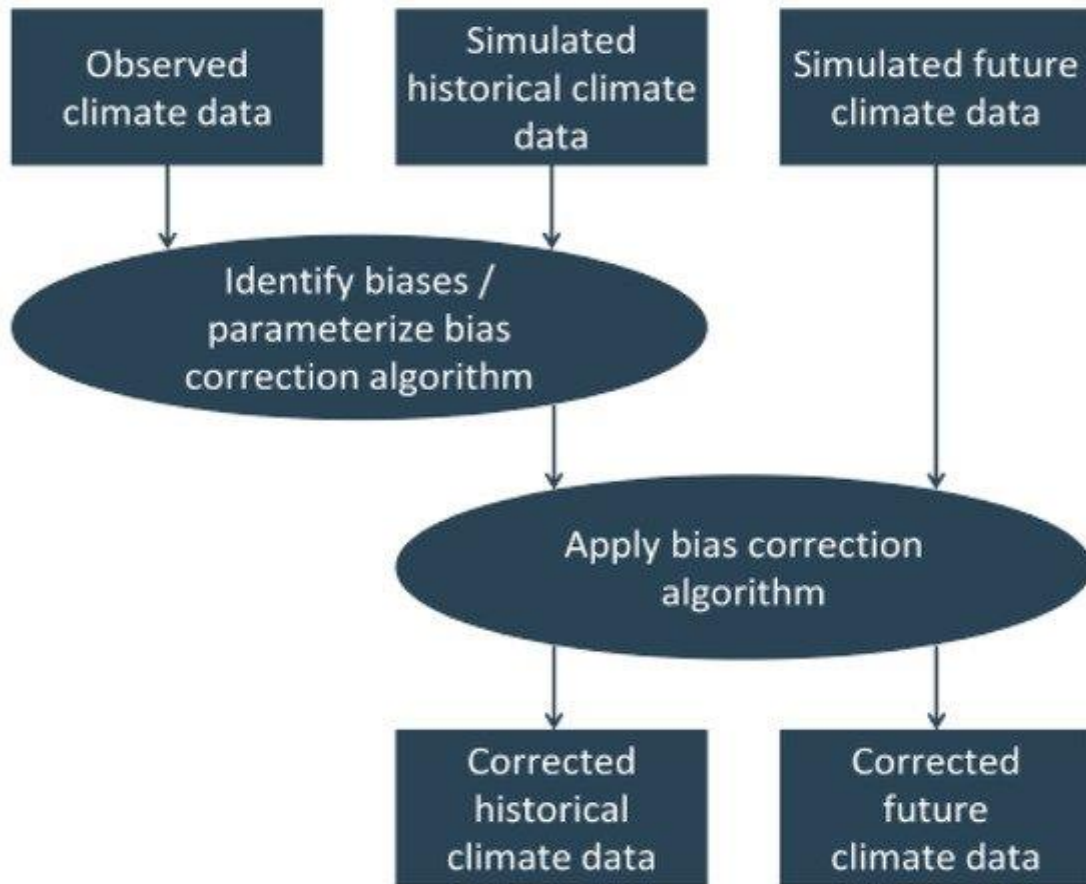 Observed
climate data
Simulated
historical climate
data
Simulated future
climate data
Identify biases /
parameterize bias
correction algorithm
Apply bias correction
algorithm
Corrected
historical
climate data
Corrected
future
climate data